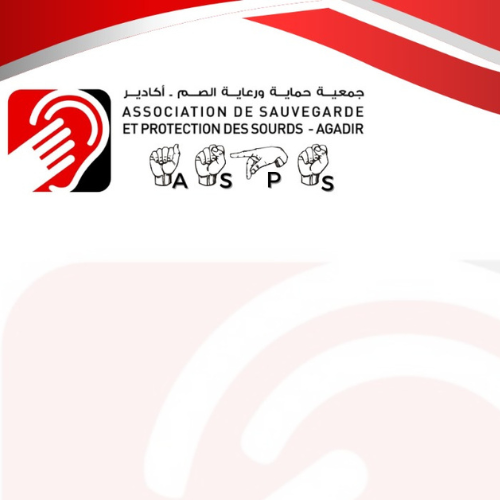 جمعية حماية ورعاية الصم - أكادير
ASSOCIATION DE SAUVEGARDE
ET PROTECTION DES SOURDS - AGADIR
A S P S